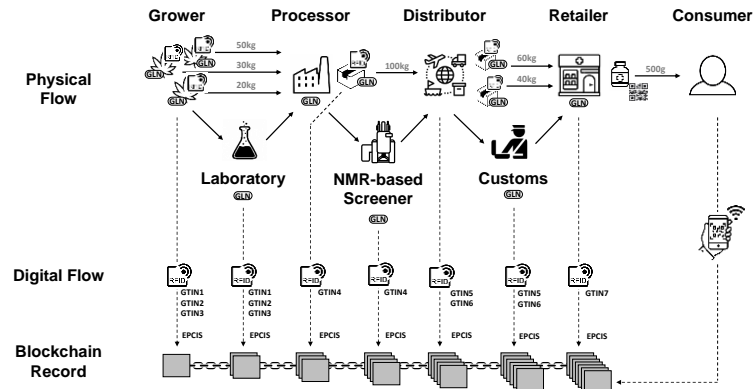 Grower
Processor
Distributor
Retailer
Consumer
Physical
Flow
50kg
30kg
20kg
100kg
60kg
40kg
500g
GLN
GLN
GLN
GLN
GLN
GLN
GLN
GLN
Laboratory
GLN
NMR-based
Screener
GLN
Customs
GLN
Digital Flow
RFID
GTIN1
GTIN2
GTIN3
RFID
GTIN1
GTIN2
GTIN3
RFID
GTIN4
RFID
GTIN4
RFID
GTIN5
GTIN6
RFID
GTIN5
GTIN6
RFID
GTIN7
EPCIS
EPCIS
EPCIS
EPCIS
EPCIS
EPCIS
EPCIS
Blockchain
Record